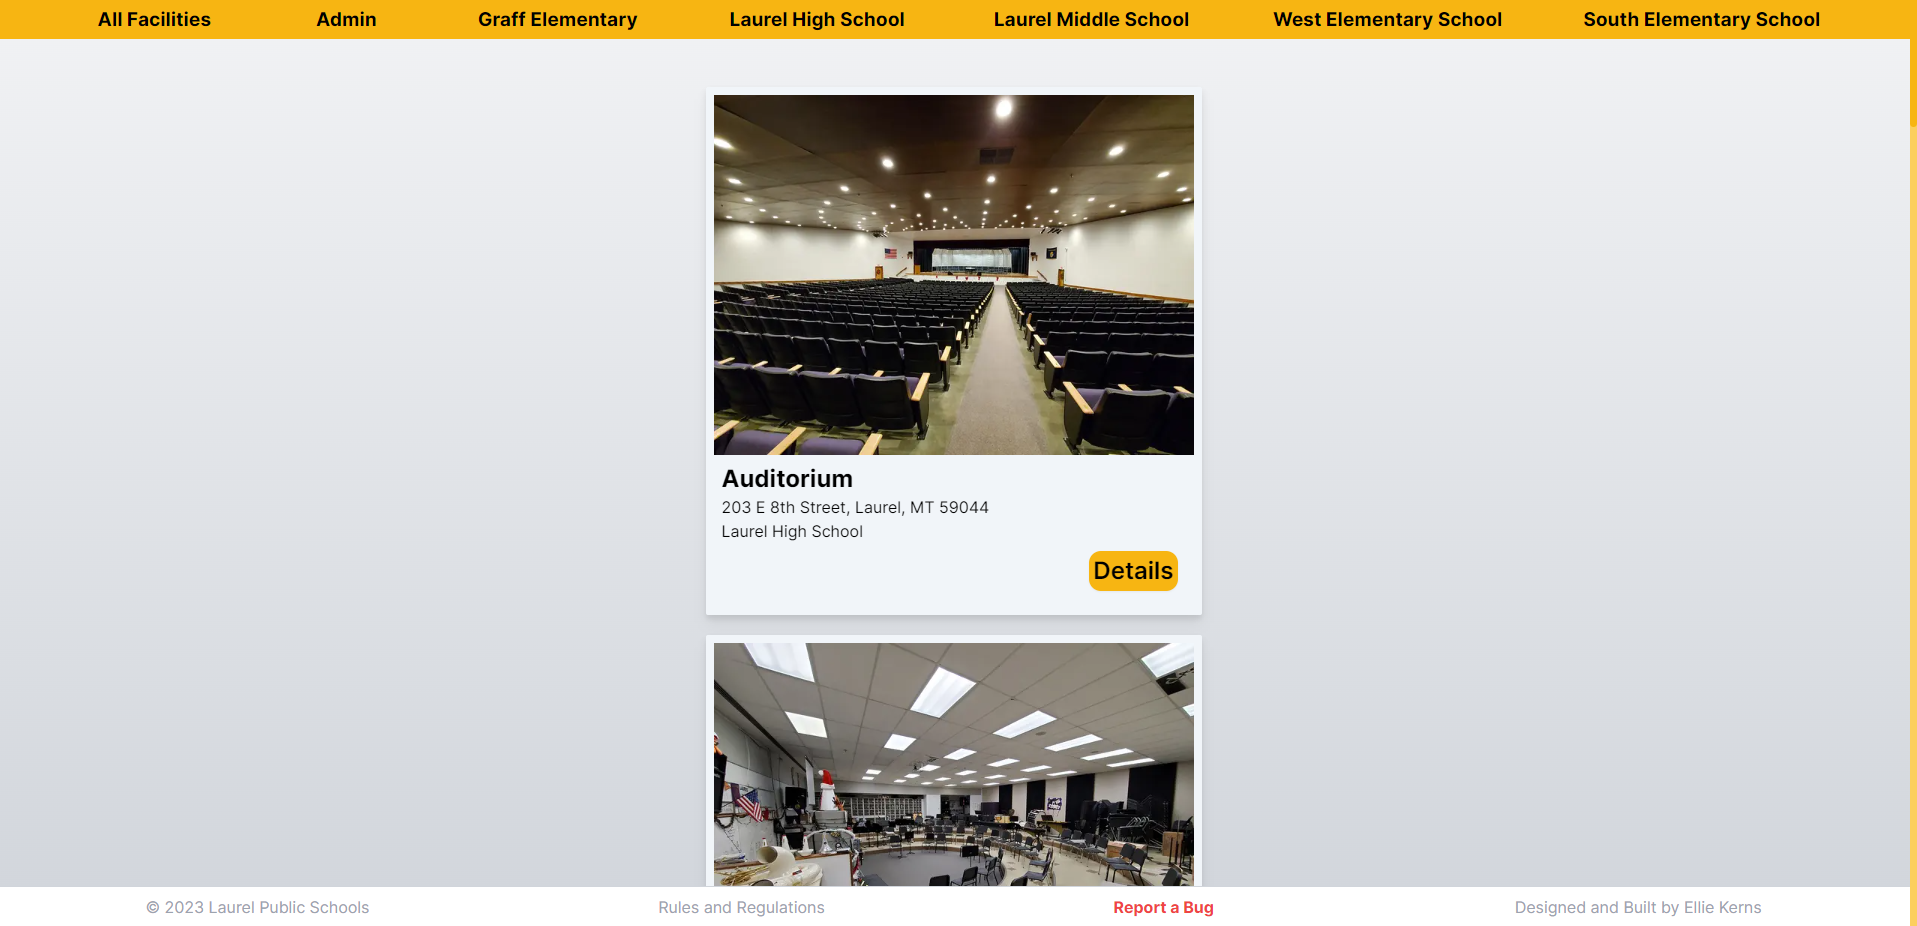 All Facilities
Admin
Graff Elementary
Laurel High School
Laurel Middle School
West Elementary School
South Elementary School
Auditorium
203 E 8th Street, Laurel, MT 59044
Laurel High School
Details
© 2023 Laurel Public Schools
Rules and Regulations
Report a Bug
Designed and Built by Ellie Kerns